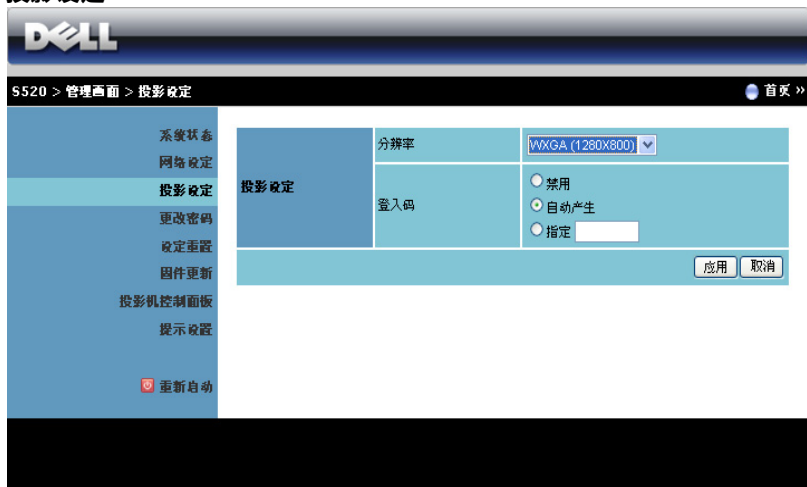 DELL
S520 > 管理画面 > 投影设定
首页 »
系统状态
网络设定
投影设定
更改密码
设定重置
固件更新
投影机控制面板
提示设置
重新启动
投影设定
分辨率
WXGA (1280X800)
登入码
禁用
自动产生
指定
应用 取消